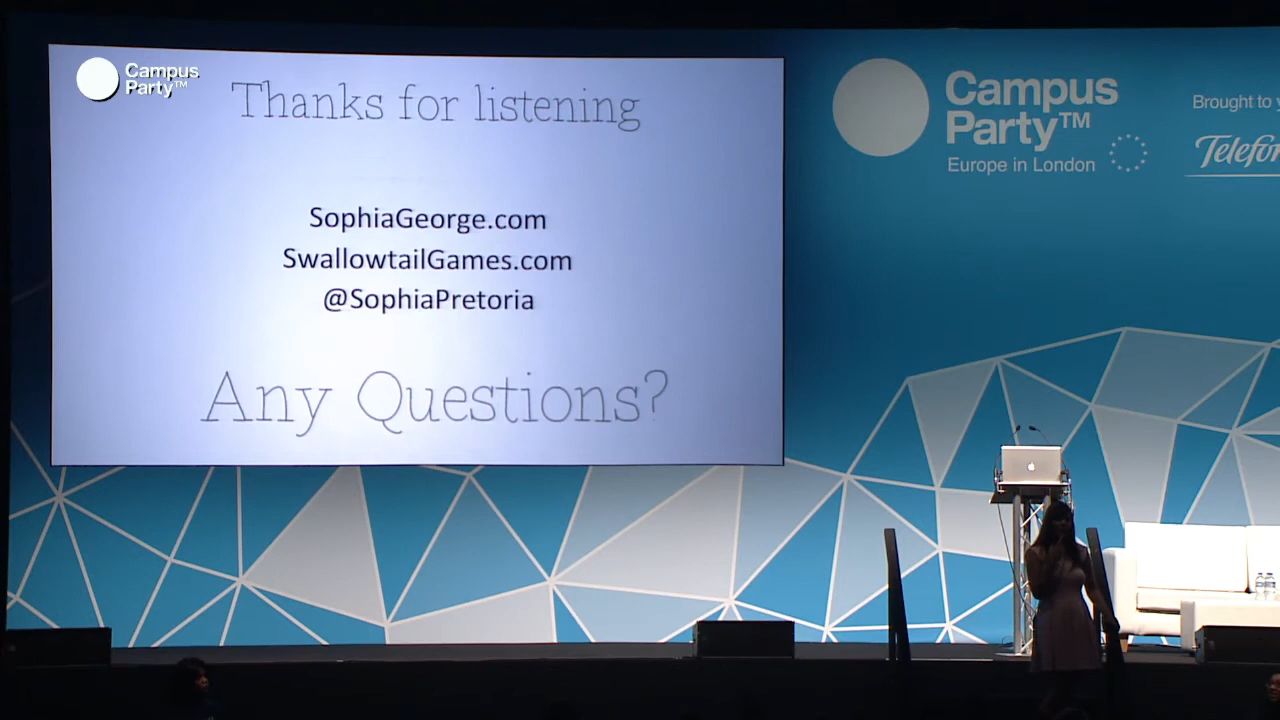 Campus
Party™
Thanks for listening
SophiaGeorge.com
SwallowtailGames.com
@SophiaPretoria
Any Questions?
Campus
Party™
Europe in London
Brought to